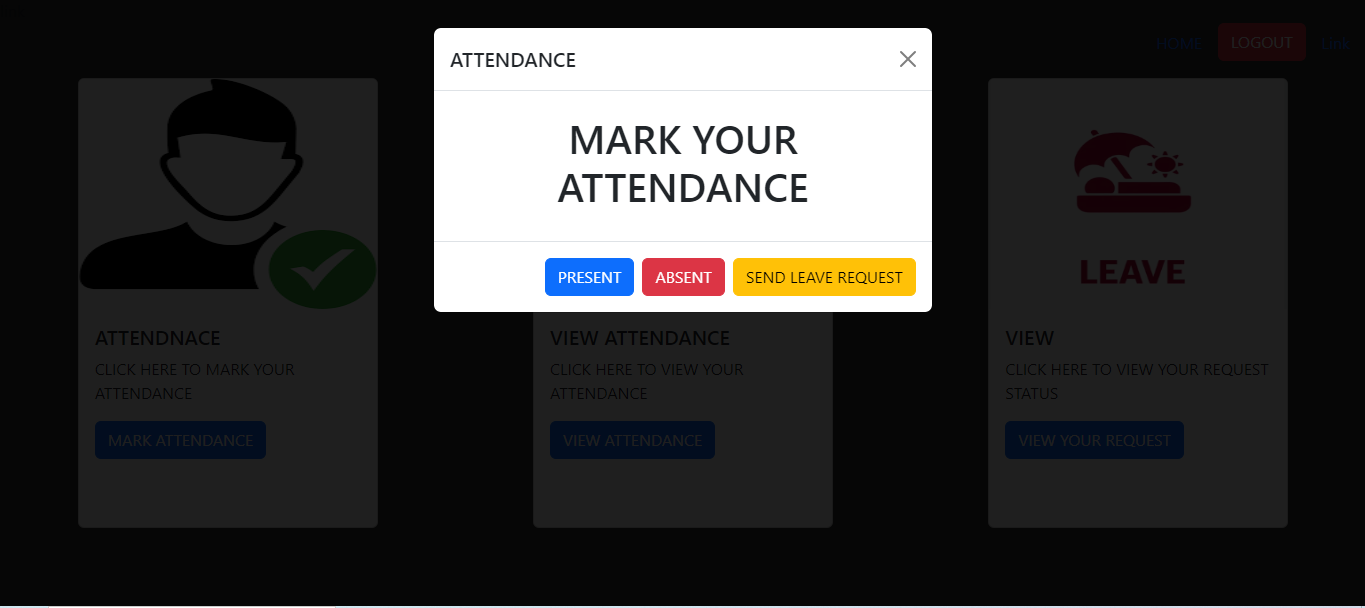 HOME
LOGOUT
Link
ATTENDANCE
MARK YOUR
ATTENDANCE
PRESENT
ABSENT
SEND LEAVE REQUEST
ATTENDNACE
CLICK HERE TO MARK YOUR
ATTENDANCE
MARK ATTENDANCE
VIEW ATTENDANCE
CLICK HERE TO VIEW YOUR
ATTENDANCE
VIEW ATTENDANCE
LEAVE
VIEW
CLICK HERE TO VIEW YOUR REQUEST
STATUS
VIEW YOUR REQUEST